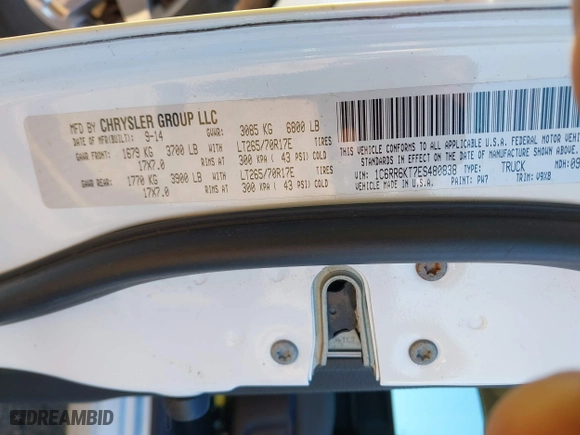 MFD BY CHRYSLER GROUP LLC
DATE OF MFR(BUILT): 9-14 GVWR: 3085 KG 6800 LB
GAWR FRONT: 1679 KG 3700 LB WITH LT265/70R17E TIRES
17X7.0 RIMS AT 300 KPA ( 43 PSI) COLD
GAWR REAR: 1770 KG 3900 LB WITH LT265/70R17E TIRES
17X7.0 RIMS AT 300 KPA ( 43 PSI) COLD
THIS VEHICLE CONFORMS TO ALL APPLICABLE U.S.A. FEDERAL MOTOR VEHICLE
STANDARDS IN EFFECT ON THE DATE OF MANUFACTURE SHOWN
VIN: 1C6RR6KT7ES480838 TYPE: TRUCK MDH:09
VEHICLE MADE IN U.S.A. PAINT: PW7 TRIM: V9X8
DREAMBID